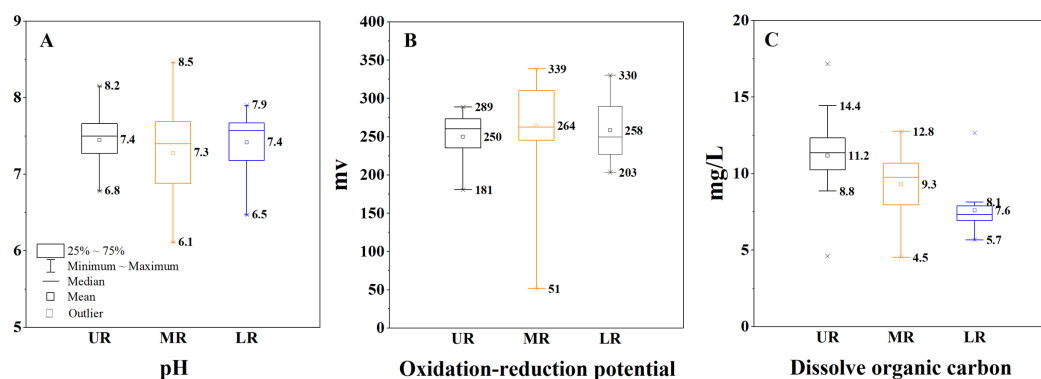 A
9
8
7
6
5
8.2
7.4
6.8
8.5
7.3
6.1
7.9
7.4
6.5
25% ~ 75%
Minimum ~ Maximum
Median
Mean
Outlier
UR MR LR
pH
B
mv
400
350
300
250
200
150
100
50
0
289
250
181
339
264
51
330
258
203
UR MR LR
Oxidation-reduction potential
C
mg/L
20
15
10
5
0
14.4
11.2
8.8
12.8
9.3
4.5
8.1
7.6
5.7
UR MR LR
Dissolve organic carbon